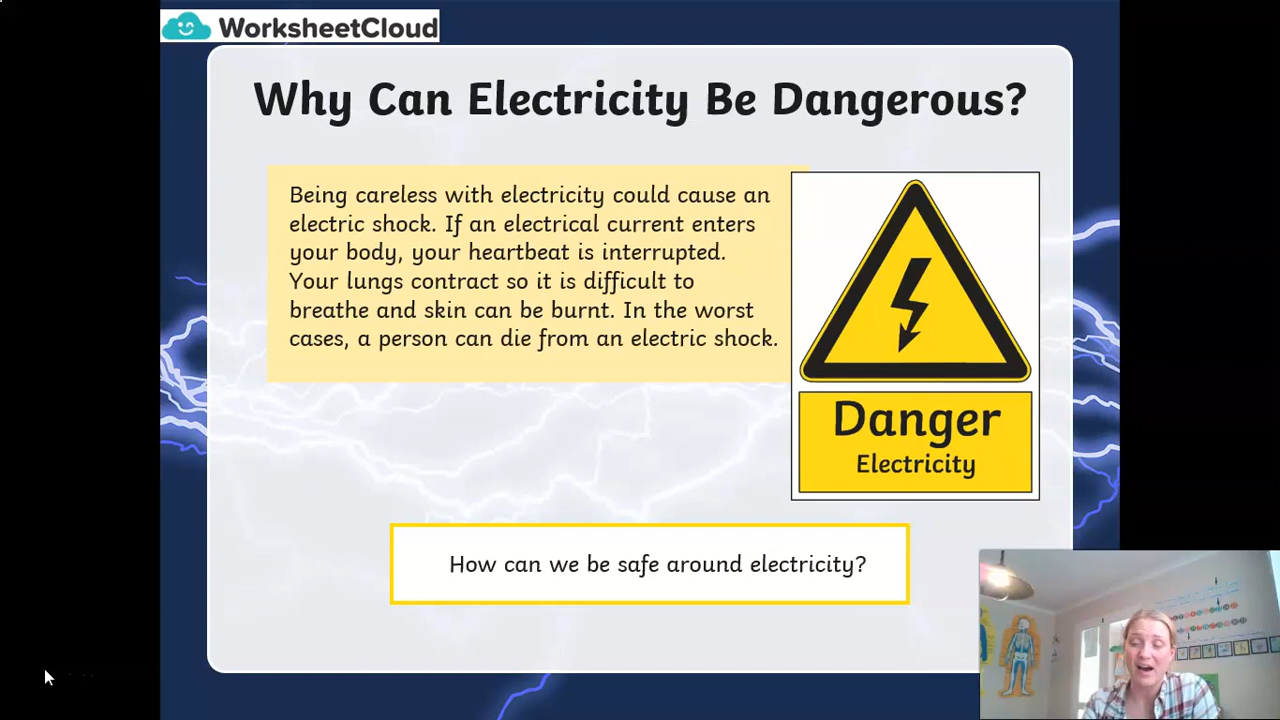 WorksheetCloud
Why Can Electricity Be Dangerous?
Being careless with electricity could cause an
electric shock. If an electrical current enters
your body, your heartbeat is interrupted.
Your lungs contract so it is difficult to
breathe and skin can be burnt. In the worst
cases, a person can die from an electric shock.
Danger
Electricity
How can we be safe around electricity?